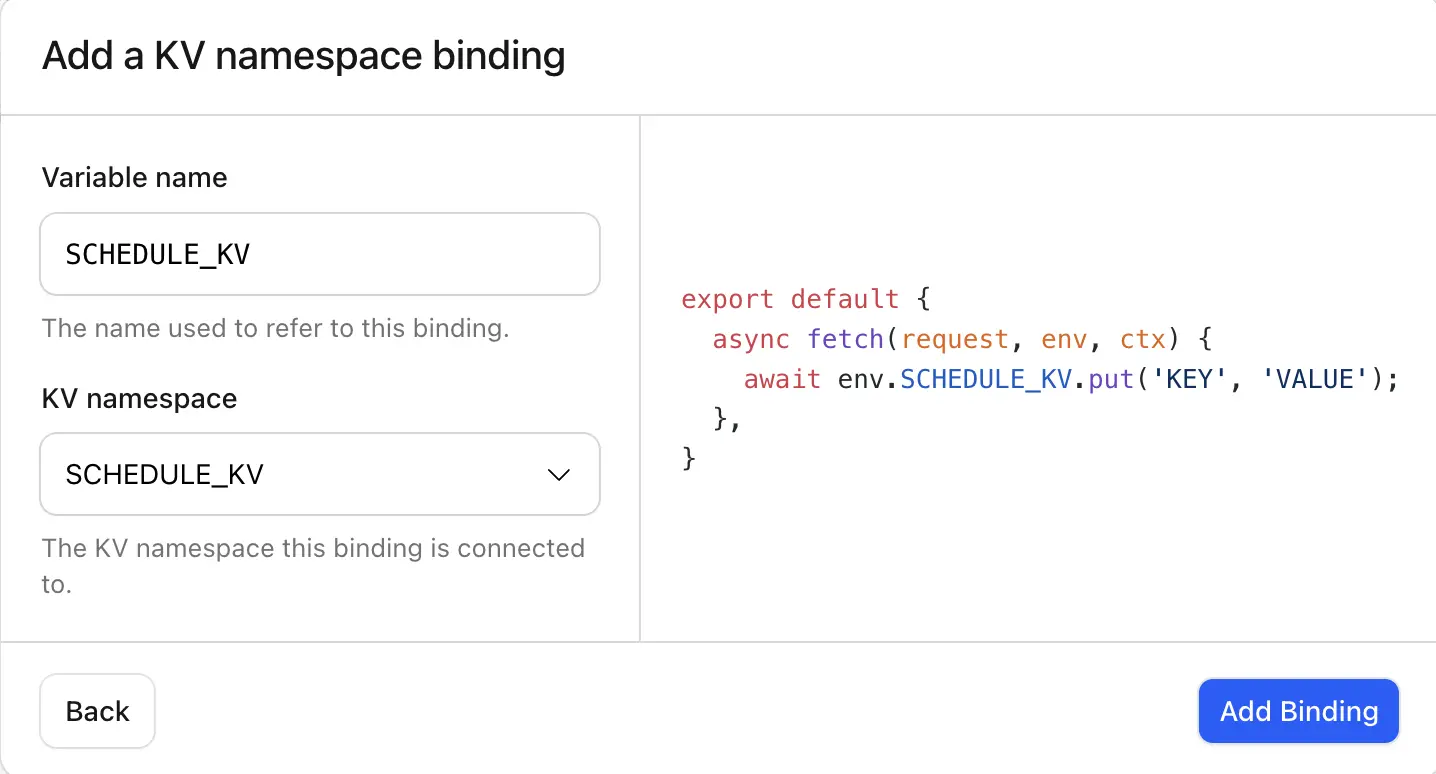 Add a KV namespace binding
Variable name
SCHEDULE_KV
The name used to refer to this binding.
KV namespace
SCHEDULE_KV
The KV namespace this binding is connected
to.
export default {
  async fetch(request, env, ctx) {
    await env.SCHEDULE_KV.put('KEY', 'VALUE');
  },
}
Back
Add Binding